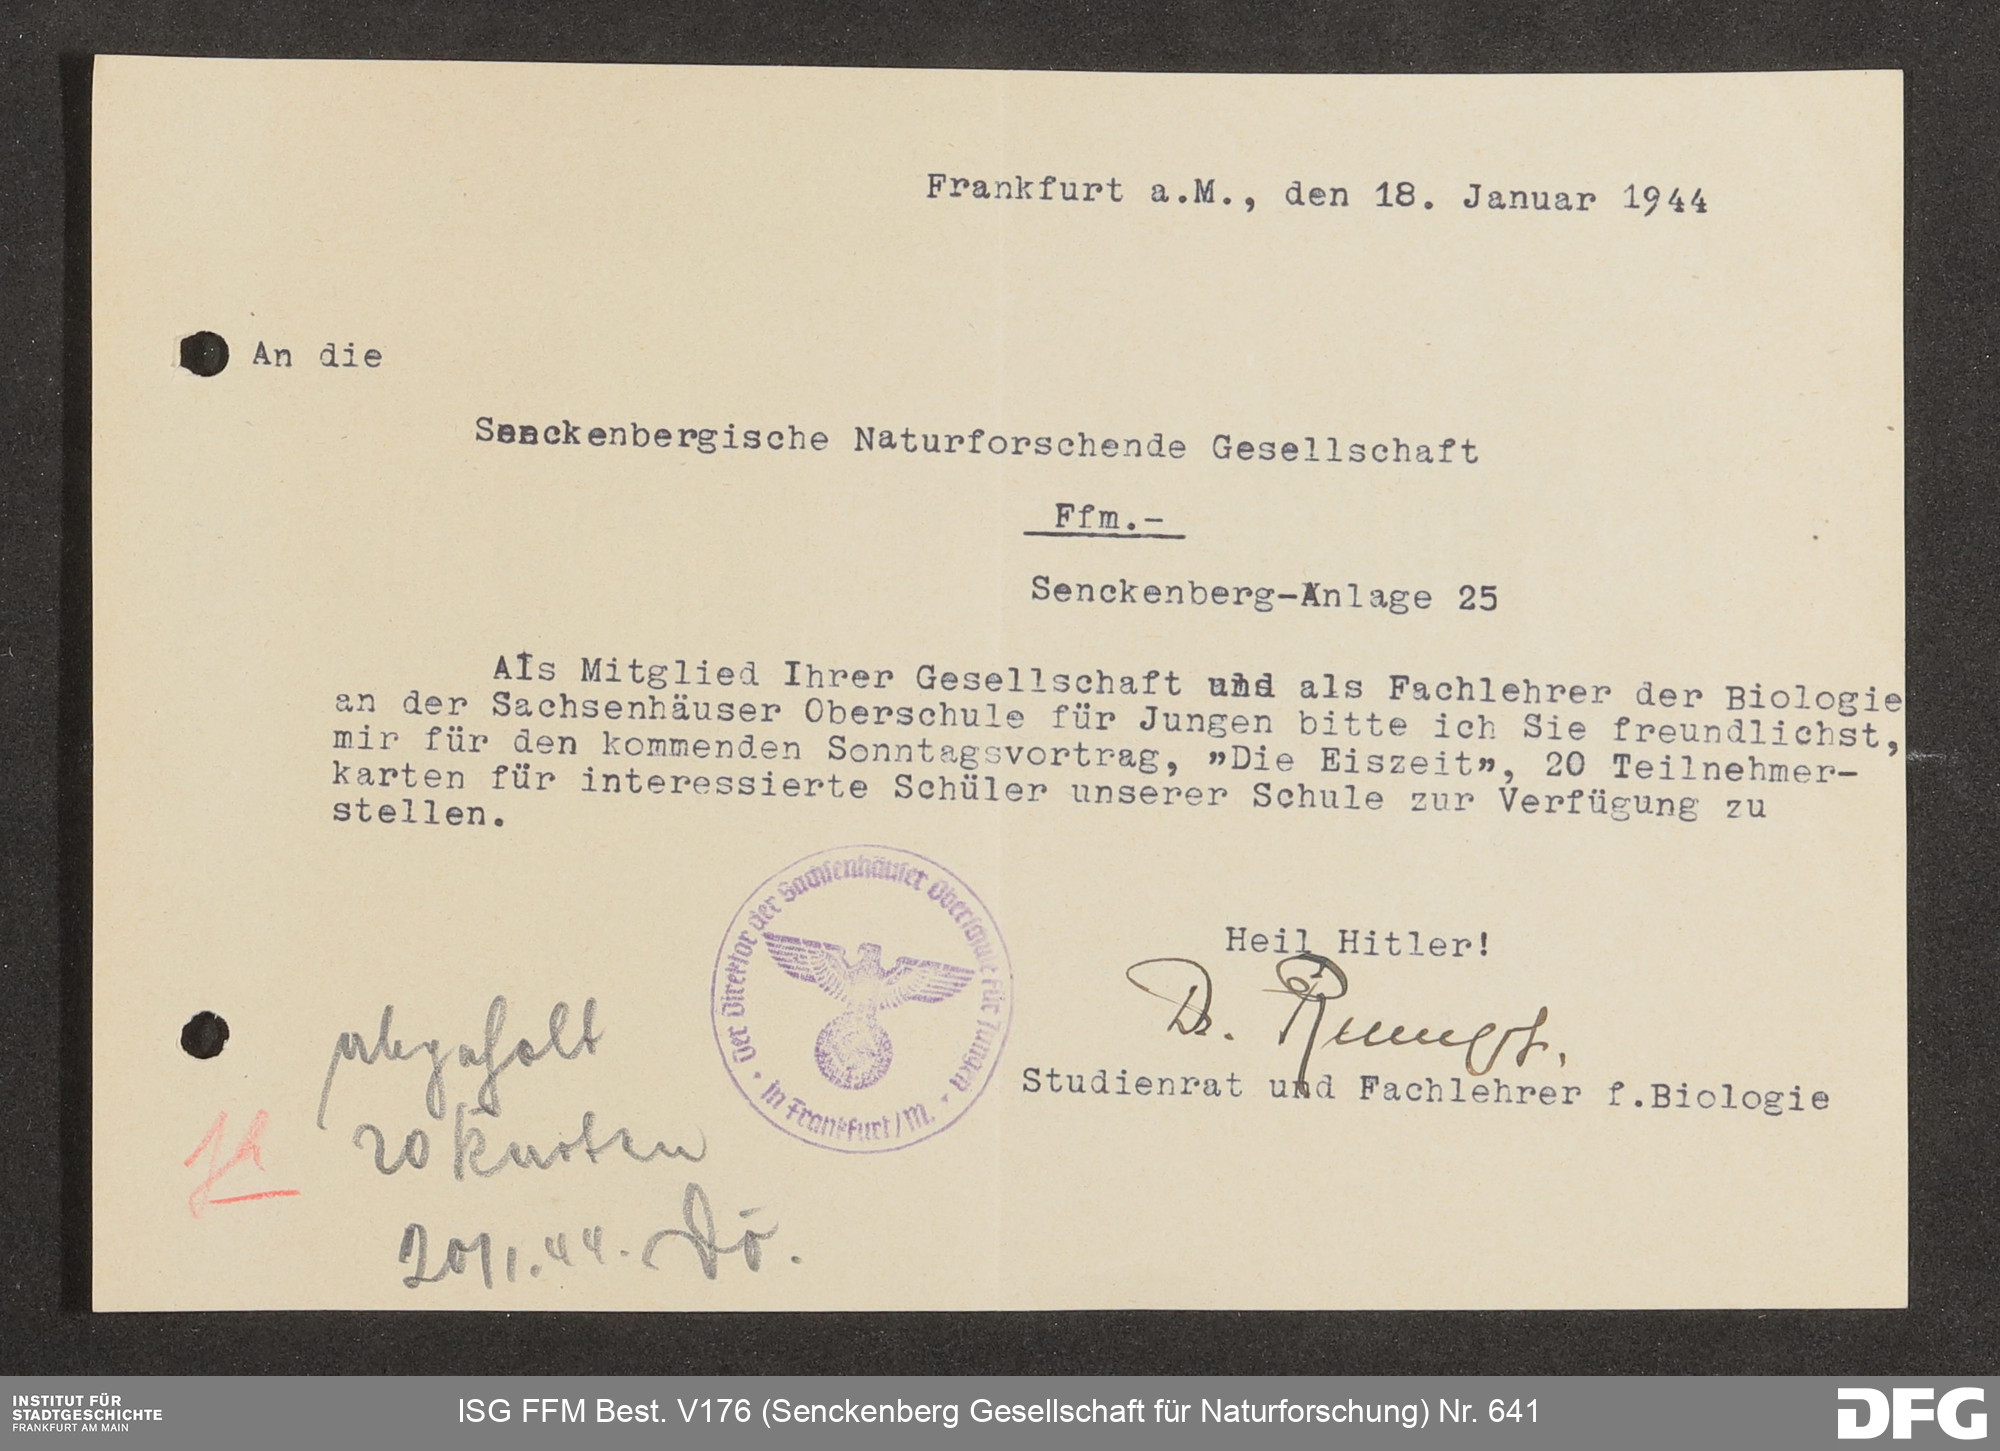 Frankfurt a.M., den 18. Januar 1944
An die
Senckenbergische Naturforschende Gesellschaft
Ffm.-
Senckenberg-Anlage 25
Als Mitglied Ihrer Gesellschaft und als Fachlehrer der Biologie
an der Sachsenhäuser Oberschule für Jungen bitte ich Sie freundlichst,
mir für den kommenden Sonntagsvortrag, "Die Eiszeit", 20 Teilnehmer-
karten für interessierte Schüler unserer Schule zur Verfügung zu
stellen.
Der Direktor der Sachsenhäuser Oberschule für Jungen
in Frankfurt/M.
Heil Hitler!
Dr.
Studienrat und Fachlehrer f.Biologie
abgeholt
20 Karten
20/1.44. Dö.
INSTITUT FÜR
STADTGESCHICHTE
FRANKFURT AM MAIN
ISG FFM Best. V176 (Senckenberg Gesellschaft für Naturforschung) Nr. 641
DFG